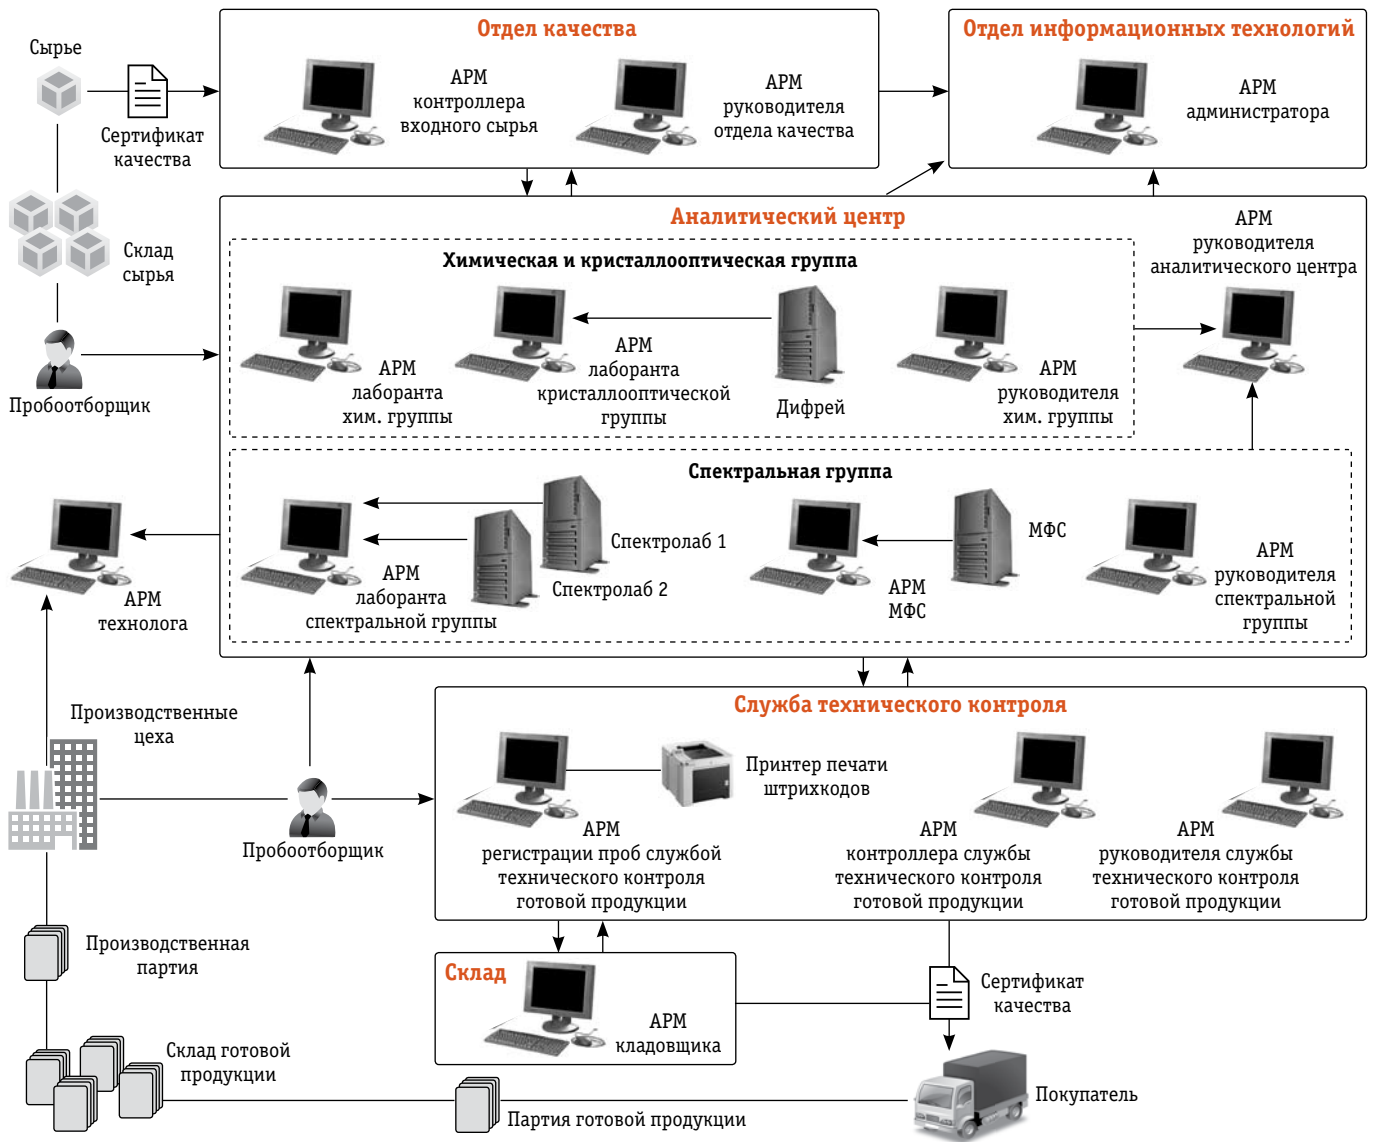 Сырье
Сертификат
качества
Отдел качества
АРМ
контроллера
входного сырья
АРМ
руководителя
отдела качества
Отдел информационных технологий
АРМ
администратора
Склад
сырья
Пробоотборщик
Аналитический центр
Химическая и кристаллооптическая группа
АРМ
лаборанта
хим. группы
АРМ
лаборанта
кристаллооптической
группы
Дифрей
АРМ
руководителя
хим. группы
АРМ
руководителя
аналитического центра
Спектральная группа
АРМ
лаборанта
спектральной группы
Спектролаб 1
Спектролаб 2
АРМ
МФС
МФС
АРМ
руководителя
спектральной
группы
АРМ
технолога
Производственные
цеха
Пробоотборщик
Служба технического контроля
Принтер печати
штрихкодов
АРМ
регистрации проб службой
технического контроля
готовой продукции
АРМ
контроллера службы
технического контроля
готовой продукции
АРМ
руководителя службы
технического контроля
готовой продукции
Производственная
партия
Склад
АРМ
кладовщика
Сертификат
качества
Склад готовой
продукции
Партия готовой продукции
Покупатель